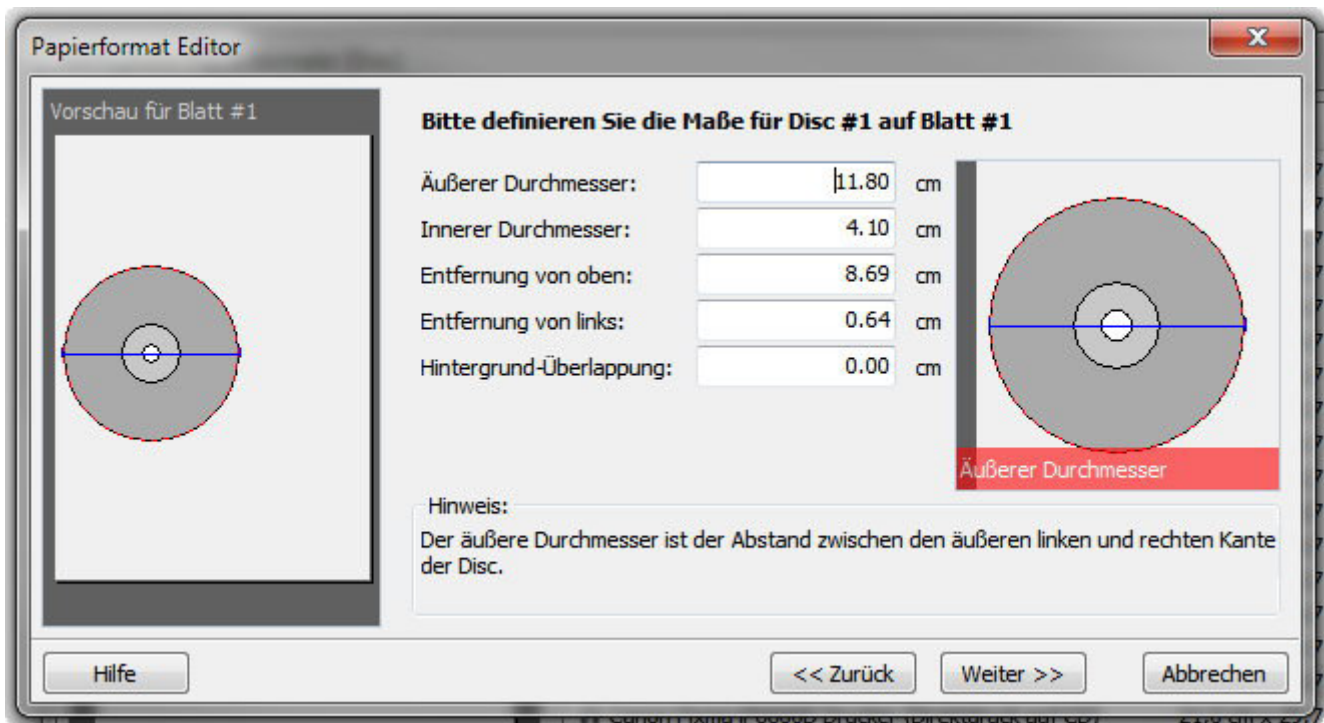 Papierformat Editor
Vorschau für Blatt #1
Bitte definieren Sie die Maße für Disc #1 auf Blatt #1
Äußerer Durchmesser: 11.80 cm
Innerer Durchmesser: 4.10 cm
Entfernung von oben: 8.69 cm
Entfernung von links: 0.64 cm
Hintergrund-Überlappung: 0.00 cm
Äußerer Durchmesser
Hinweis:
Der äußere Durchmesser ist der Abstand zwischen den äußeren linken und rechten Kante
der Disc.
Hilfe
<< Zurück
Weiter >>
Abbrechen